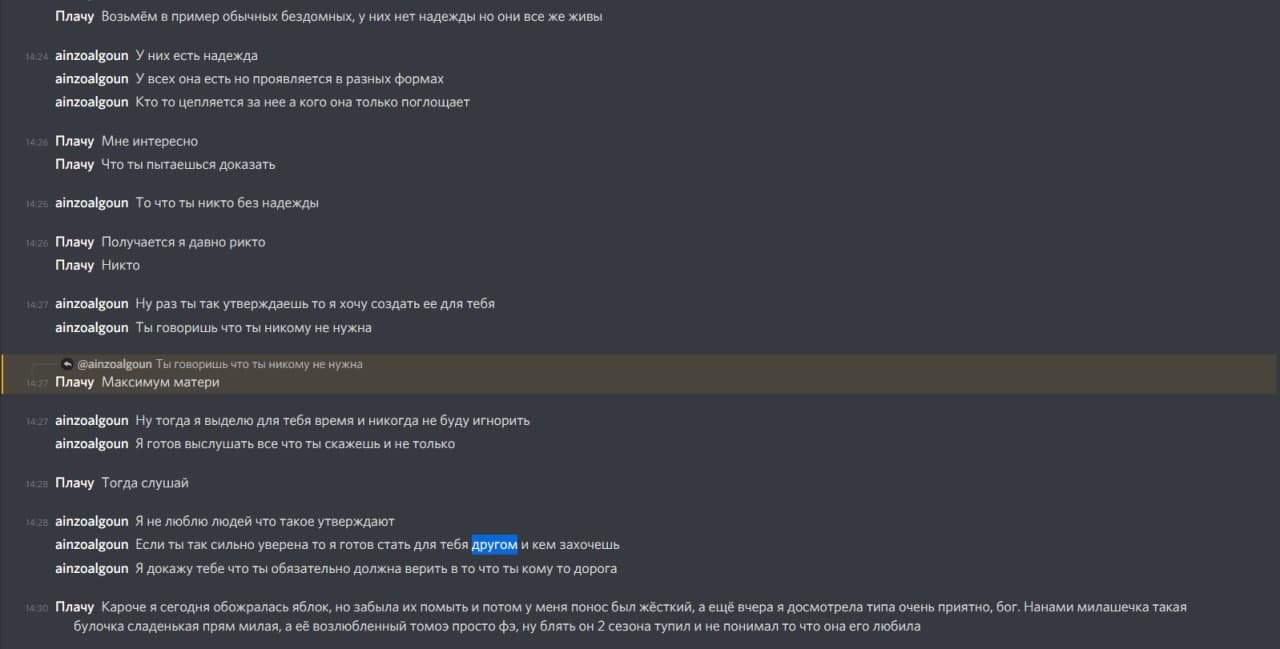 Плачу Возьмём в пример обычных бездомных, у них нет надежды но они все же живы
14:24 ainzoalgoun У них есть надежда
ainzoalgoun У всех она есть но проявляется в разных формах
ainzoalgoun Кто то цепляется за нее а кого она только поглощает
14:26 Плачу Мне интересно
Плачу Что ты пытаешься доказать
14:26 ainzoalgoun То что ты никто без надежды
14:26 Плачу Получается я давно рикто
Плачу Никто
14:27 ainzoalgoun Ну раз ты так утверждаешь то я хочу создать ее для тебя
ainzoalgoun Ты говоришь что ты никому не нужна
@ainzoalgoun Ты говоришь что ты никому не нужна
14:27 Плачу Максимум матери
14:27 ainzoalgoun Ну тогда я выделю для тебя время и никогда не буду игнорить
ainzoalgoun Я готов выслушать все что ты скажешь и не только
14:28 Плачу Тогда слушай
14:28 ainzoalgoun Я не люблю людей что такое утверждают
ainzoalgoun Если ты так сильно уверена то я готов стать для тебя другом и кем захочешь
ainzoalgoun Я докажу тебе что ты обязательно должна верить в то что ты кому то дорога
14:30 Плачу Кароче я сегодня обожралась яблок, но забыла их помыть и потом у меня понос был жёсткий, а ещё вчера я досмотрела типа очень приятно, бог. Нанами милашечка такая
булочка сладенькая прям милая, а её возлюбленный томоэ просто фэ, ну блять он 2 сезона тупил и не понимал то что она его любила